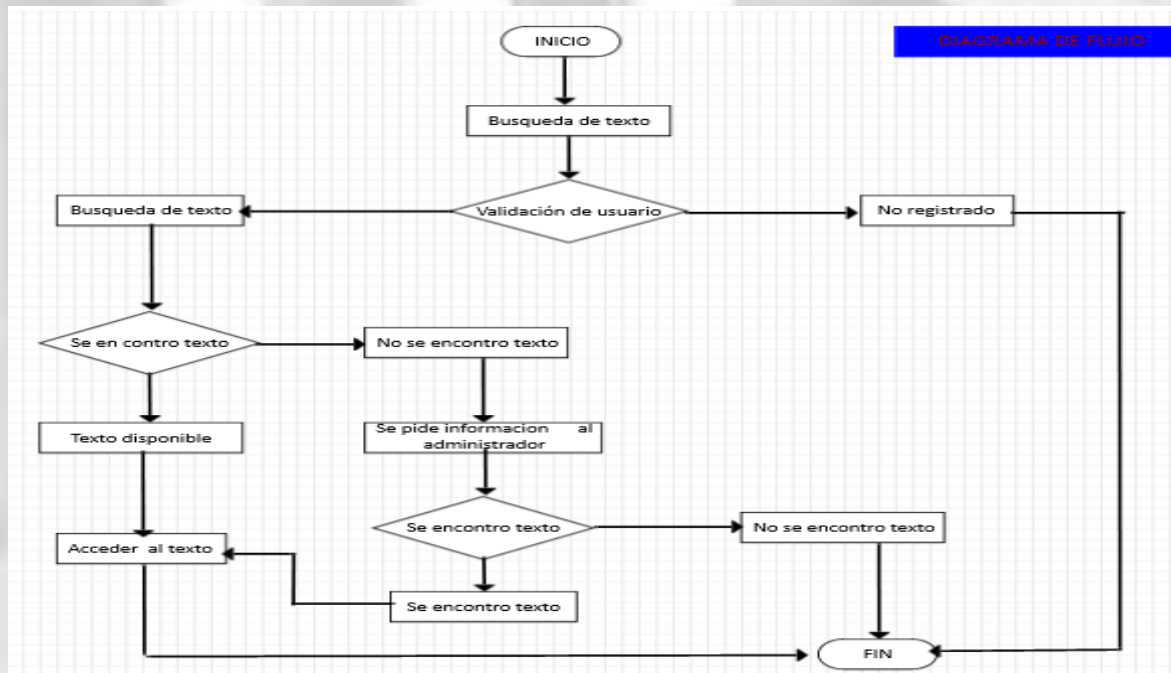 INICIO
DIAGRAMA DE FLUJO
Busqueda de texto
Busqueda de texto
Validación de usuario
No registrado
Se en contro texto
No se encontro texto
Texto disponible
Se pide informacion al
administrador
Se encontro texto
No se encontro texto
Acceder al texto
Se encontro texto
FIN